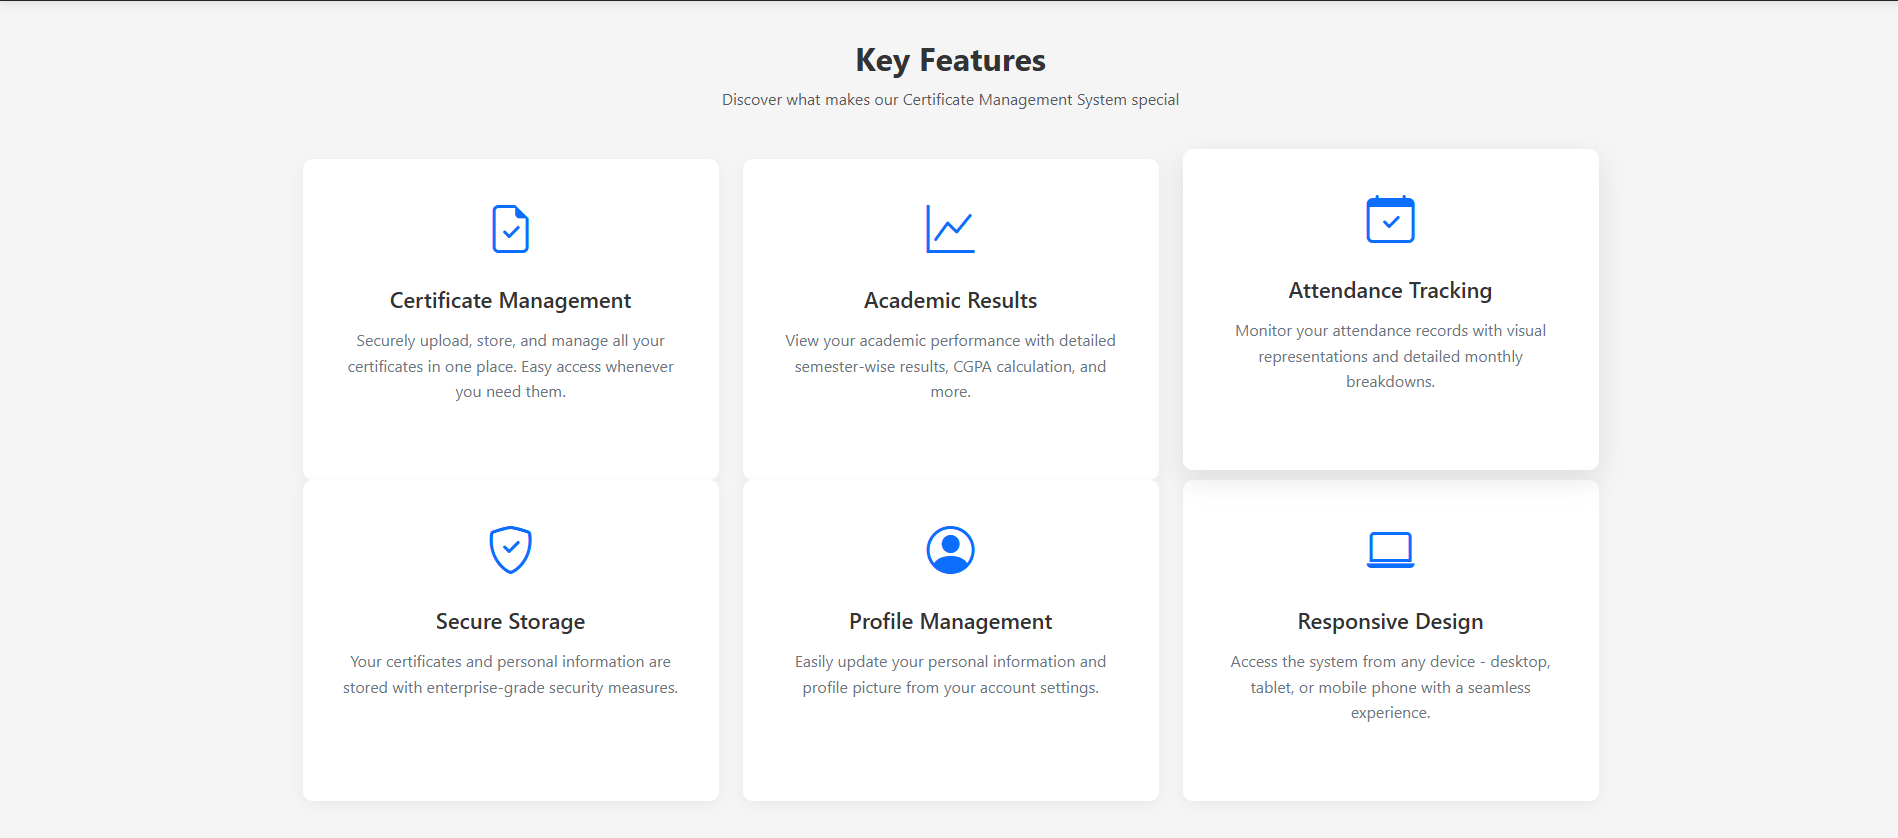 Key Features
Discover what makes our Certificate Management System special
Certificate Management
Securely upload, store, and manage all your
certificates in one place. Easy access whenever
you need them.
Academic Results
View your academic performance with detailed
semester-wise results, CGPA calculation, and
more.
Attendance Tracking
Monitor your attendance records with visual
representations and detailed monthly
breakdowns.
Secure Storage
Your certificates and personal information are
stored with enterprise-grade security measures.
Profile Management
Easily update your personal information and
profile picture from your account settings.
Responsive Design
Access the system from any device - desktop,
tablet, or mobile phone with a seamless
experience.